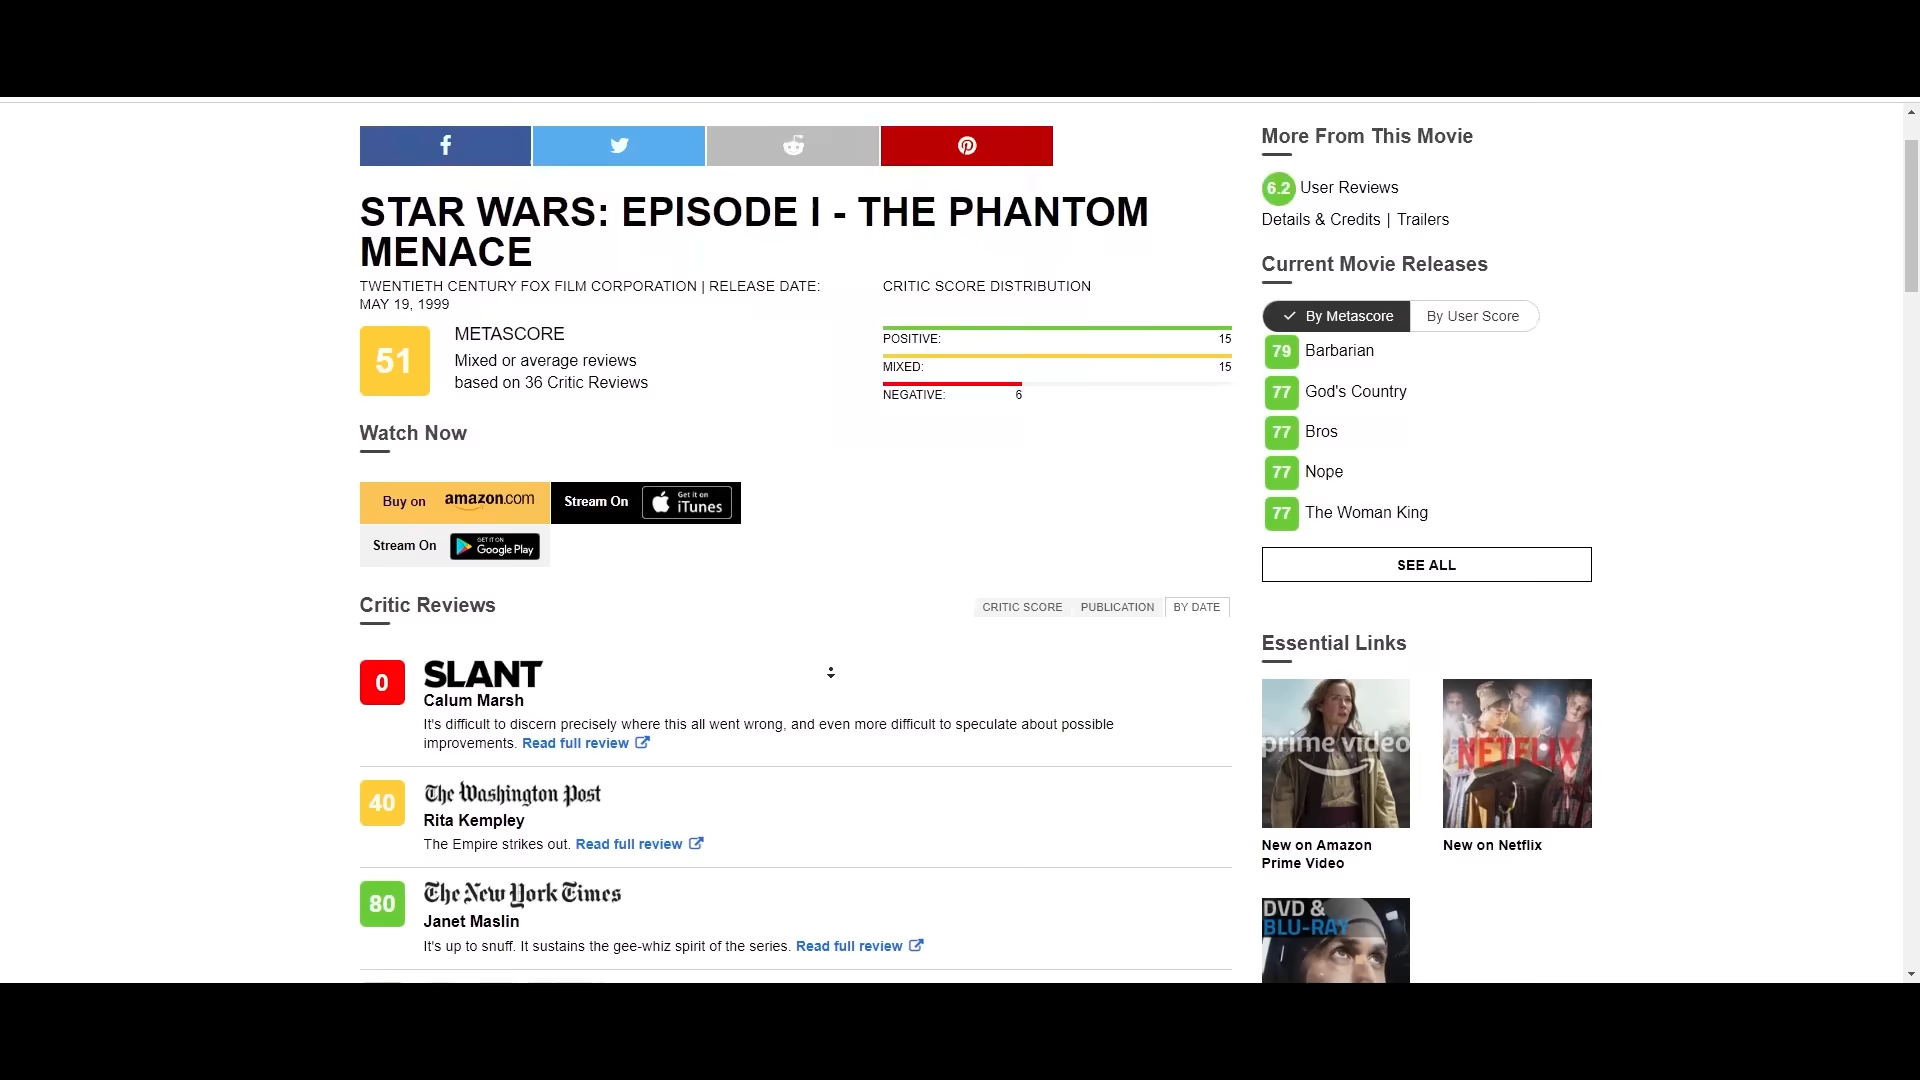 STAR WARS: EPISODE I - THE PHANTOM
MENACE
TWENTIETH CENTURY FOX FILM CORPORATION | RELEASE DATE:
MAY 19, 1999
51
METASCORE
Mixed or average reviews
based on 36 Critic Reviews
CRITIC SCORE DISTRIBUTION
POSITIVE: 15
MIXED: 15
NEGATIVE: 6
Watch Now
Buy on amazon.com
Stream On Get it on iTunes
Stream On GET IT ON Google Play
Critic Reviews
CRITIC SCORE PUBLICATION BY DATE
0 SLANT
Calum Marsh
It's difficult to discern precisely where this all went wrong, and even more difficult to speculate about possible
improvements. Read full review
40 The Washington Post
Rita Kempley
The Empire strikes out. Read full review
80 The New York Times
Janet Maslin
It's up to snuff. It sustains the gee-whiz spirit of the series. Read full review
More From This Movie
6.2 User Reviews
Details & Credits | Trailers
Current Movie Releases
By Metascore By User Score
79 Barbarian
77 God's Country
77 Bros
77 Nope
77 The Woman King
SEE ALL
Essential Links
prime video
NETFLIX
New on Amazon
Prime Video
New on Netflix
DVD &
BLU-RAY